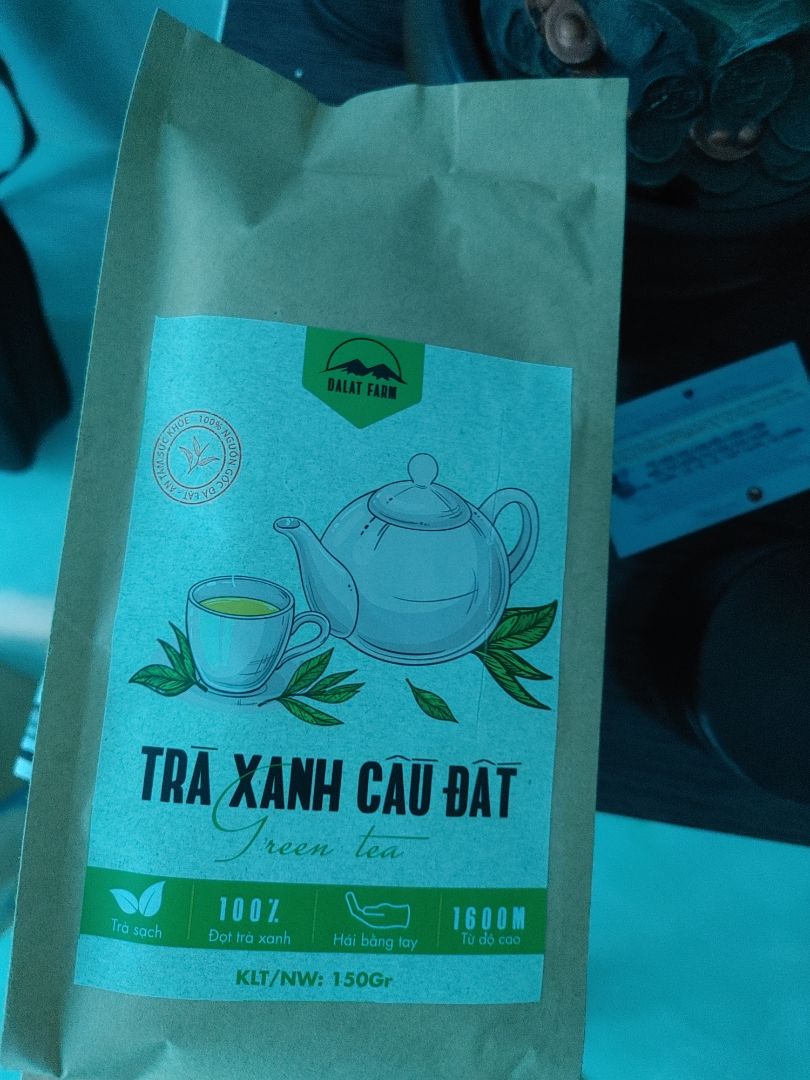 DALAT FARM
100% NGUỒN GỐC ĐÀ LẠT - AN TÂM SỨC KHỎE -
TRÀ XANH CẦU ĐẤT
Green tea
Trà sạch
100%
Đọt trà xanh
Hái bằng tay
1600M
Từ độ cao
KLT/NW: 150Gr